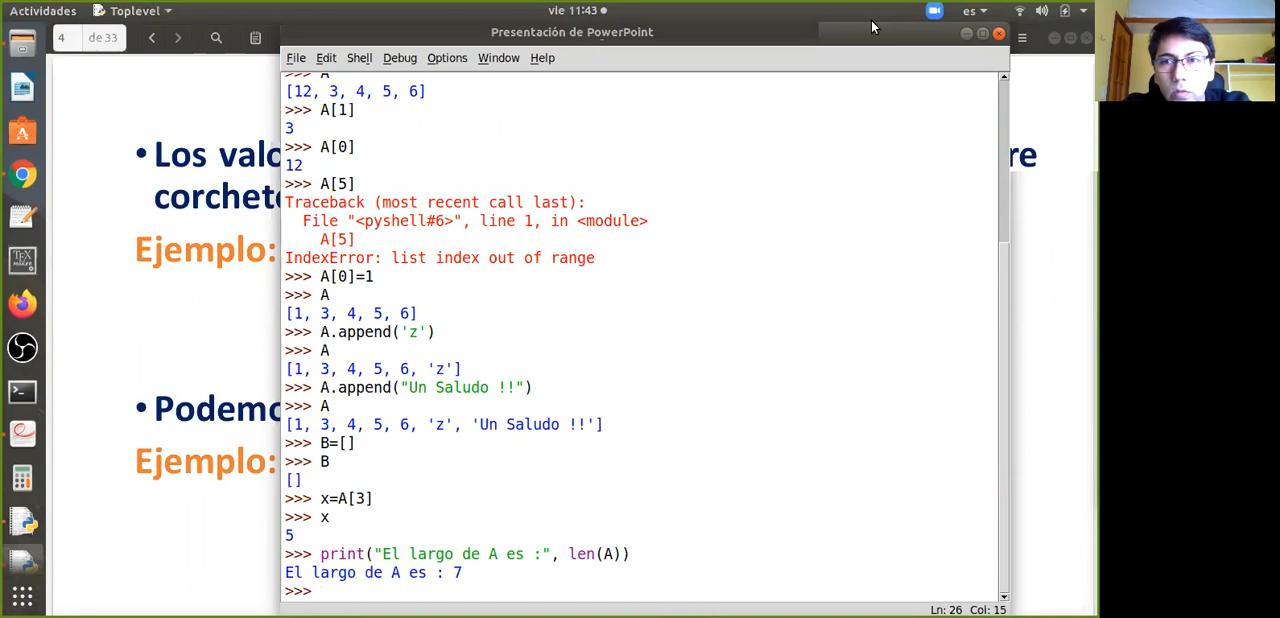 Actividades Toplevel vie 11:43 es
4 de 33
Presentación de PowerPoint
File Edit Shell Debug Options Window Help
• Los
corchet
Ejemplo:
• Podem
Ejemplo:
re
>>> A
[12, 3, 4, 5, 6]
>>> A[1]
3
>>> A[0]
12
>>> A[5]
Traceback (most recent call last):
File "<pyshell#6>", line 1, in <module>
A[5]
IndexError: list index out of range
>>> A[0]=1
>>> A
[1, 3, 4, 5, 6]
>>> A.append('z')
>>> A
[1, 3, 4, 5, 6, 'z']
>>> A.append("Un Saludo !!")
>>> A
[1, 3, 4, 5, 6, 'z', 'Un Saludo !!']
>>> B=[]
>>> B
[]
>>> x=A[3]
>>> x
5
>>> print("El largo de A es :", len(A))
El largo de A es : 7
>>>
Ln: 26 Col: 15